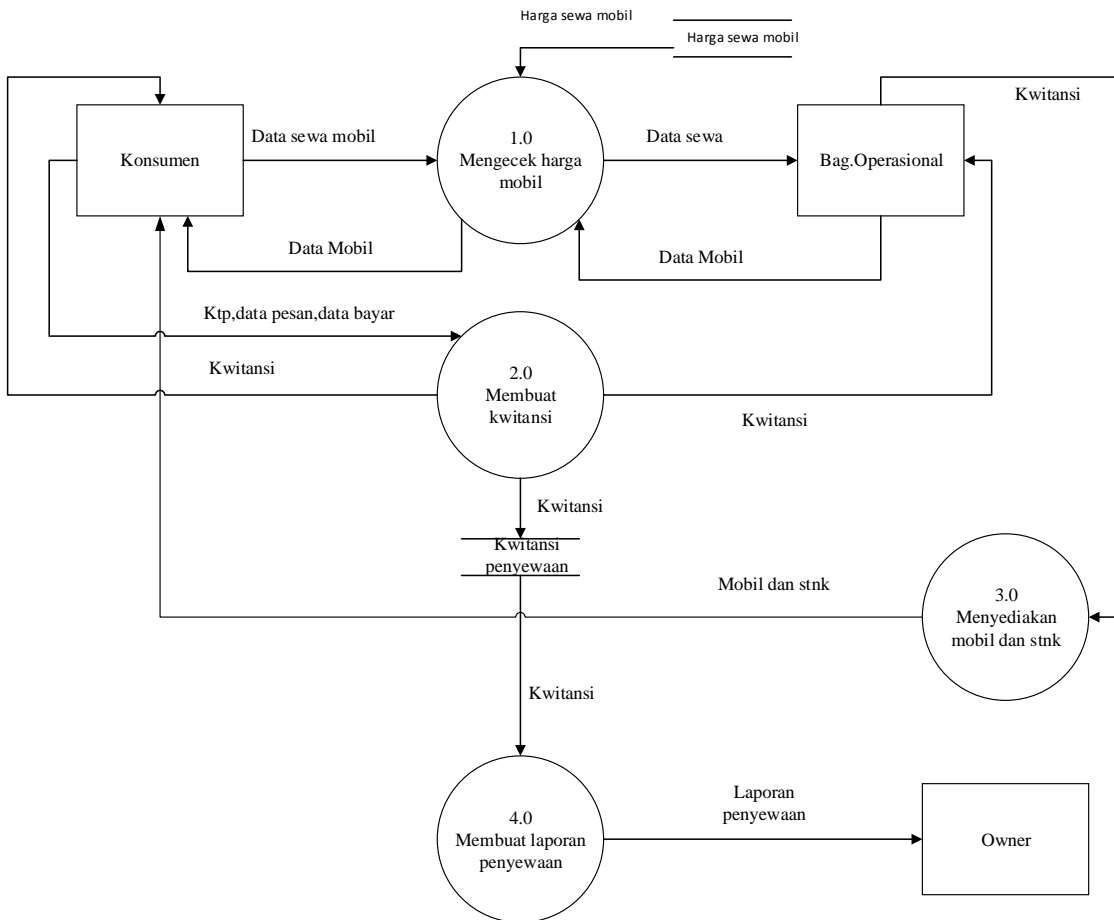 Harga sewa mobil
Harga sewa mobil
Kwitansi
Konsumen
Data sewa mobil
1.0
Mengecek harga
mobil
Data sewa
Bag.Operasional
Data Mobil
Data Mobil
Ktp,data pesan,data bayar
Kwitansi
2.0
Membuat
kwitansi
Kwitansi
Kwitansi
Kwitansi
penyewaan
Mobil dan stnk
3.0
Menyediakan
mobil dan stnk
Kwitansi
4.0
Membuat laporan
penyewaan
Laporan
penyewaan
Owner